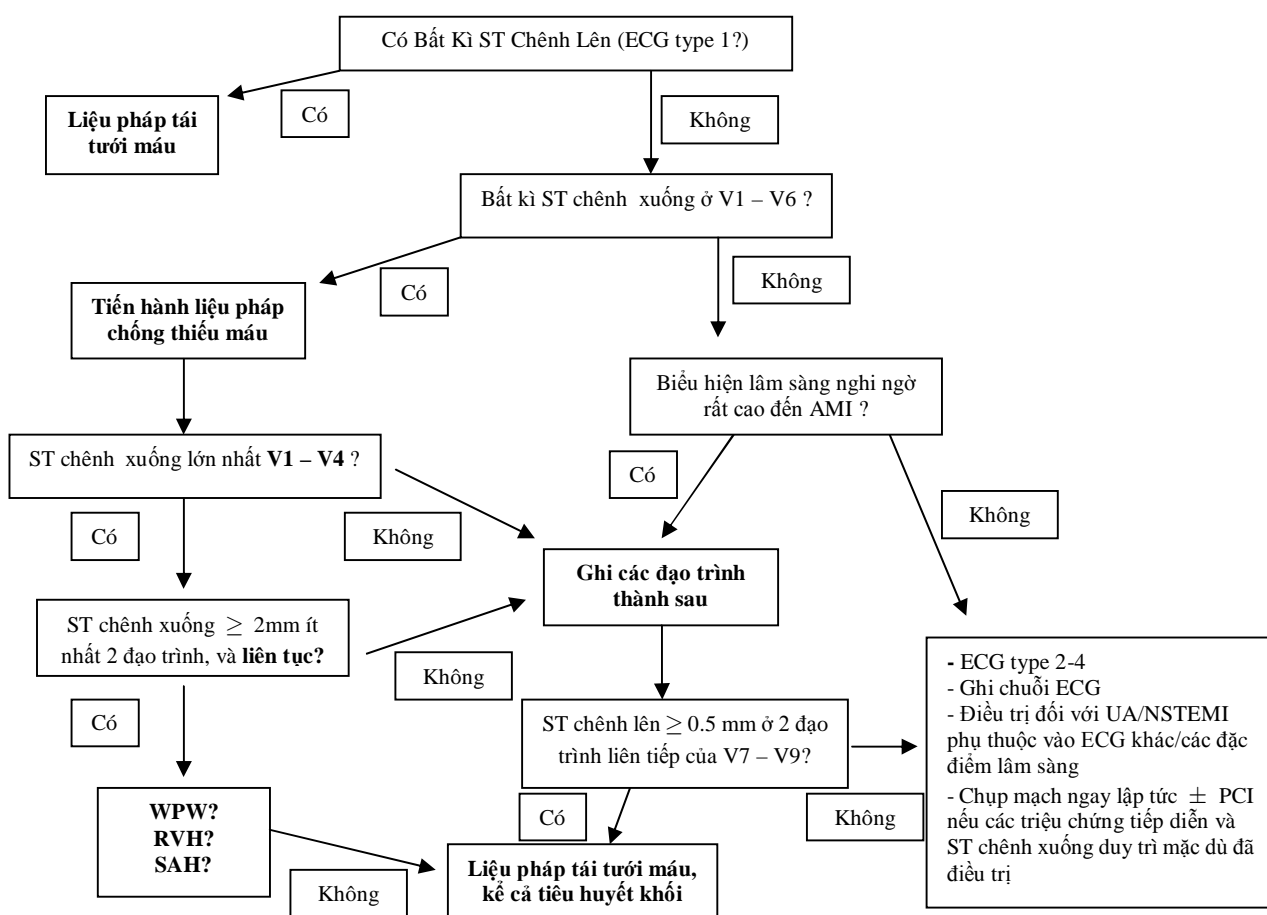 Có Bất Kì ST Chênh Lên (ECG type 1?)
Có
Không
Liệu pháp tái
tưới máu
Bất kì ST chênh xuống ở V1 – V6 ?
Có
Không
Tiến hành liệu pháp
chống thiếu máu
Biểu hiện lâm sàng nghi ngờ
rất cao đến AMI ?
ST chênh xuống lớn nhất V1 – V4 ?
Có
Không
Có
Không
Ghi các đạo trình
thành sau
ST chênh xuống ≥ 2mm ít
nhất 2 đạo trình, và liên tục?
Có
Không
ST chênh lên ≥ 0.5 mm ở 2 đạo
trình liên tiếp của V7 – V9?
Có
Không
- ECG type 2-4
- Ghi chuỗi ECG
- Điều trị đối với UA/NSTEMI
phụ thuộc vào ECG khác/các đặc
điểm lâm sàng
- Chụp mạch ngay lập tức ± PCI
nếu các triệu chứng tiếp diễn và
ST chênh xuống duy trì mặc dù đã
điều trị
WPW?
RVH?
SAH?
Không
Liệu pháp tái tưới máu,
kể cả tiêu huyết khối